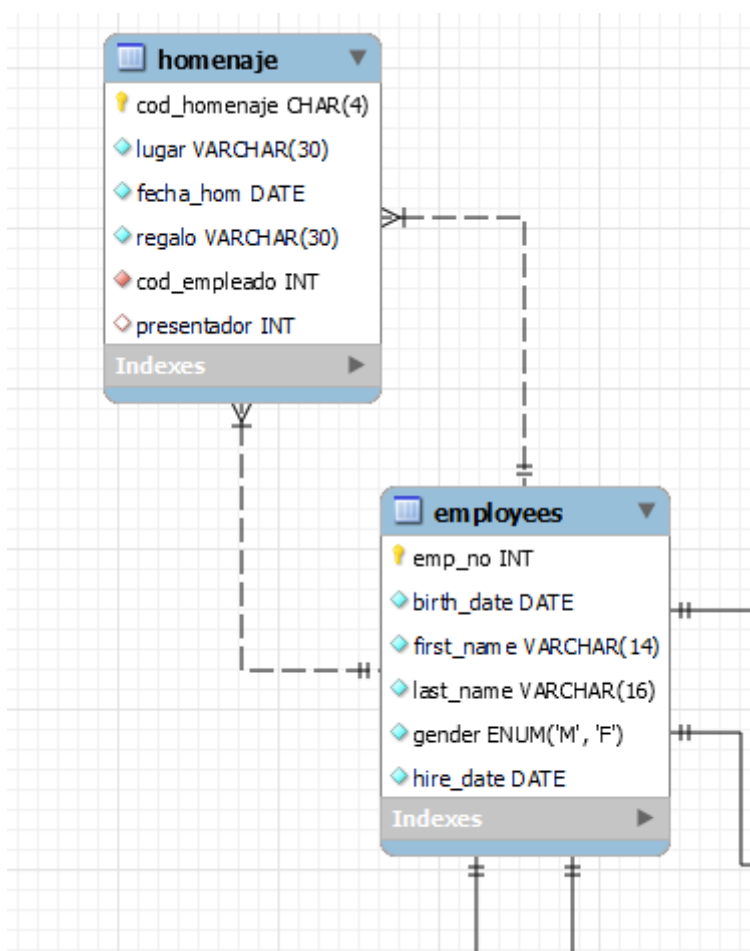 homenaje
cod_homenaje CHAR(4)
lugar VARCHAR(30)
fecha_hom DATE
regalo VARCHAR(30)
cod_empleado INT
presentador INT
Indexes
employees
emp_no INT
birth_date DATE
first_name VARCHAR(14)
last_name VARCHAR(16)
gender ENUM('M', 'F')
hire_date DATE
Indexes